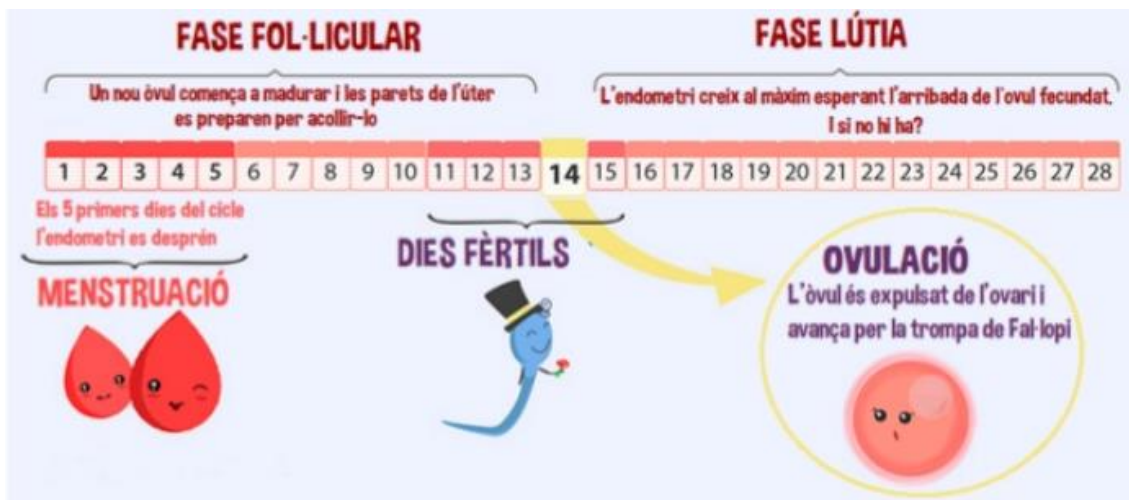 FASE FOL·LICULAR
Un nou òvul comença a madurar i les parets de l'úter
es preparen per acollir-lo
FASE LÚTIA
L'endometri creix al màxim esperant l'arribada de l'ovul fecundat.
I si no hi ha?
1 2 3 4 5 6 7 8 9 10 11 12 13 14 15 16 17 18 19 20 21 22 23 24 25 26 27 28
Els 5 primers dies del cicle
l'endometri es desprén
MENSTRUACIÓ
DIES FÈRTILS
OVULACIÓ
L'òvul és expulsat de l'ovari i
avança per la trompa de Fal·lopi